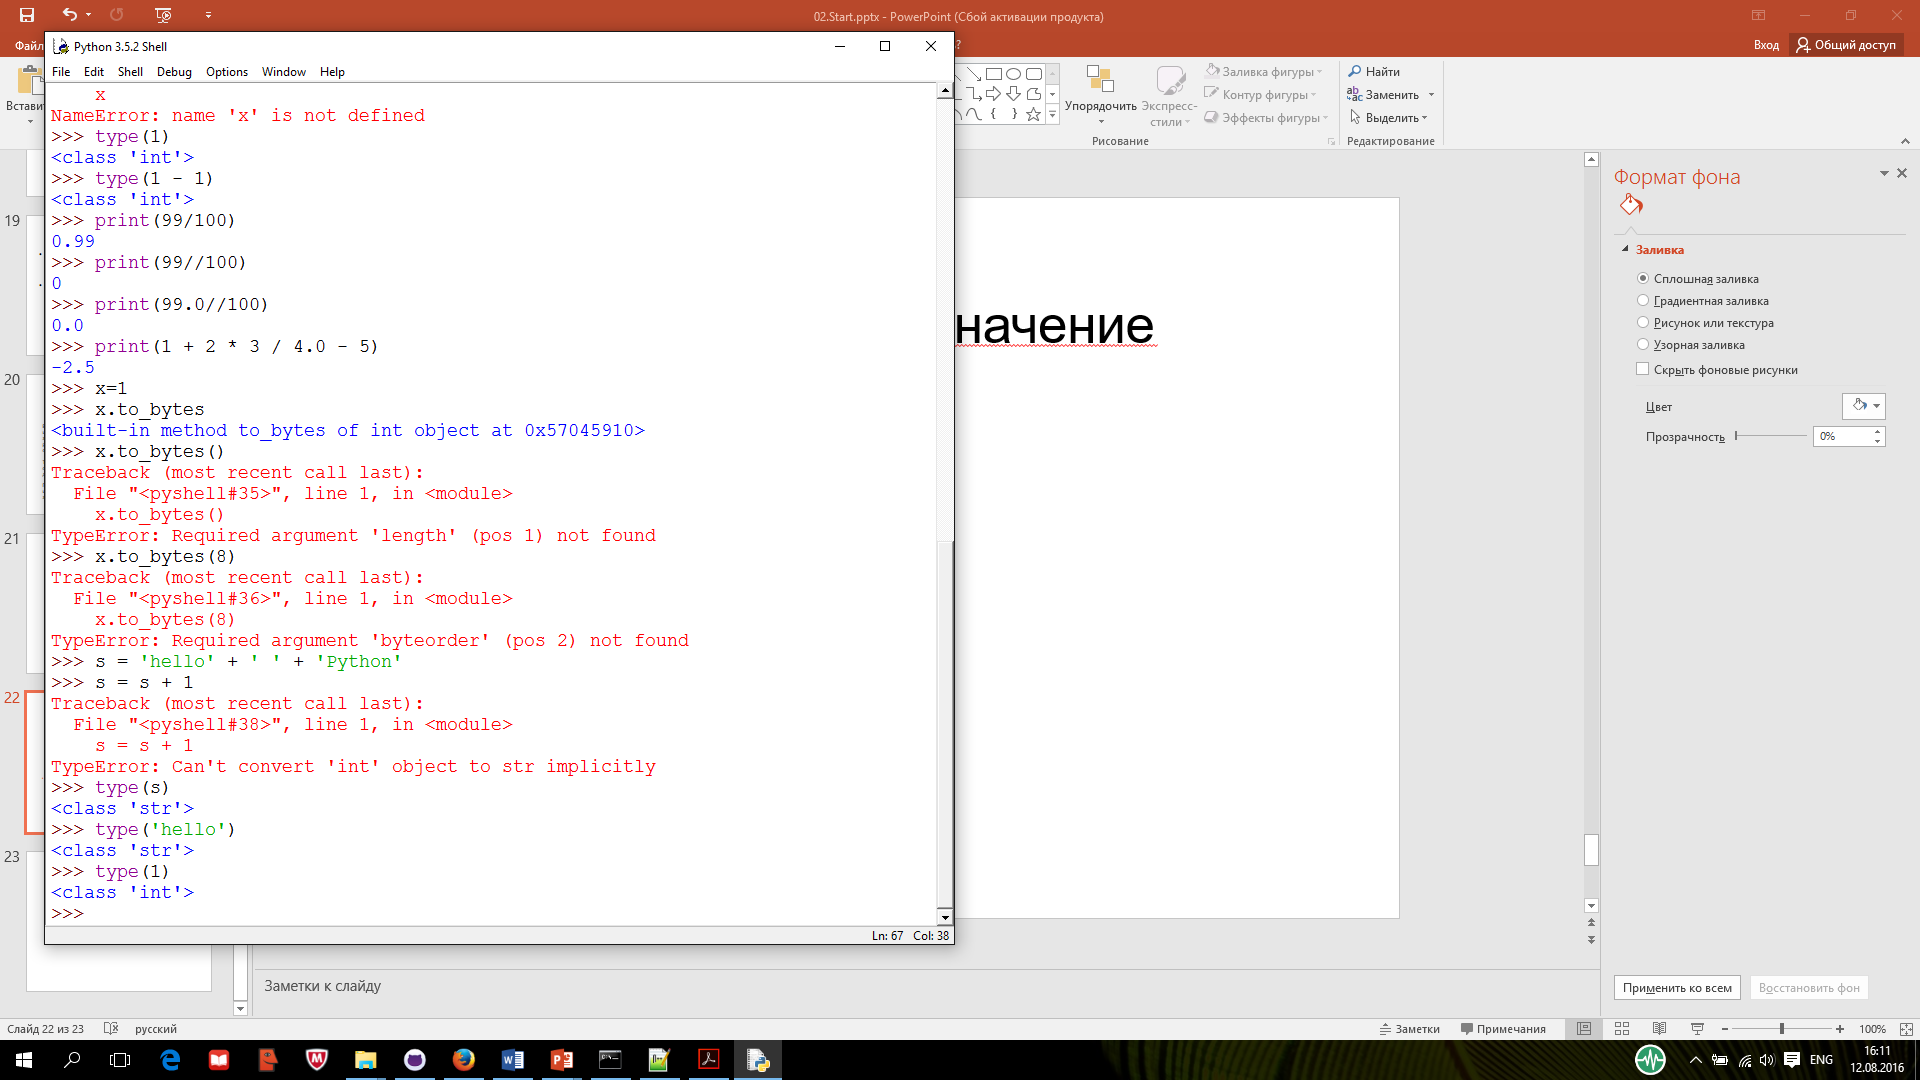 02.Start.pptx - PowerPoint (Сбой активации продукта)
Вход
Общий доступ
Python 3.5.2 Shell
File Edit Shell Debug Options Window Help
x
NameError: name 'x' is not defined
>>> type(1)
<class 'int'>
>>> type(1 - 1)
<class 'int'>
>>> print(99/100)
0.99
>>> print(99//100)
0
>>> print(99.0//100)
0.0
>>> print(1 + 2 * 3 / 4.0 - 5)
-2.5
>>> x=1
>>> x.to_bytes
<built-in method to_bytes of int object at 0x57045910>
>>> x.to_bytes()
Traceback (most recent call last):
File "<pyshell#35>", line 1, in <module>
x.to_bytes()
TypeError: Required argument 'length' (pos 1) not found
>>> x.to_bytes(8)
Traceback (most recent call last):
File "<pyshell#36>", line 1, in <module>
x.to_bytes(8)
TypeError: Required argument 'byteorder' (pos 2) not found
>>> s = 'hello' + ' ' + 'Python'
>>> s = s + 1
Traceback (most recent call last):
File "<pyshell#38>", line 1, in <module>
s = s + 1
TypeError: Can't convert 'int' object to str implicitly
>>> type(s)
<class 'str'>
>>> type('hello')
<class 'str'>
>>> type(1)
<class 'int'>
>>>
Ln: 67 Col: 38
Упорядочить
Экспресс-
стили
Заливка фигуры
Контур фигуры
Эффекты фигуры
Рисование
Найти
Заменить
Выделить
Редактирование
19
20
21
22
23
начение
Формат фона
Заливка
Сплошная заливка
Градиентная заливка
Рисунок или текстура
Узорная заливка
Скрыть фоновые рисунки
Цвет
Прозрачность
0%
Применить ко всем
Восстановить фон
Заметки к слайду
Слайд 22 из 23
русский
Заметки
Примечания
100%
ENG
16:11
12.08.2016